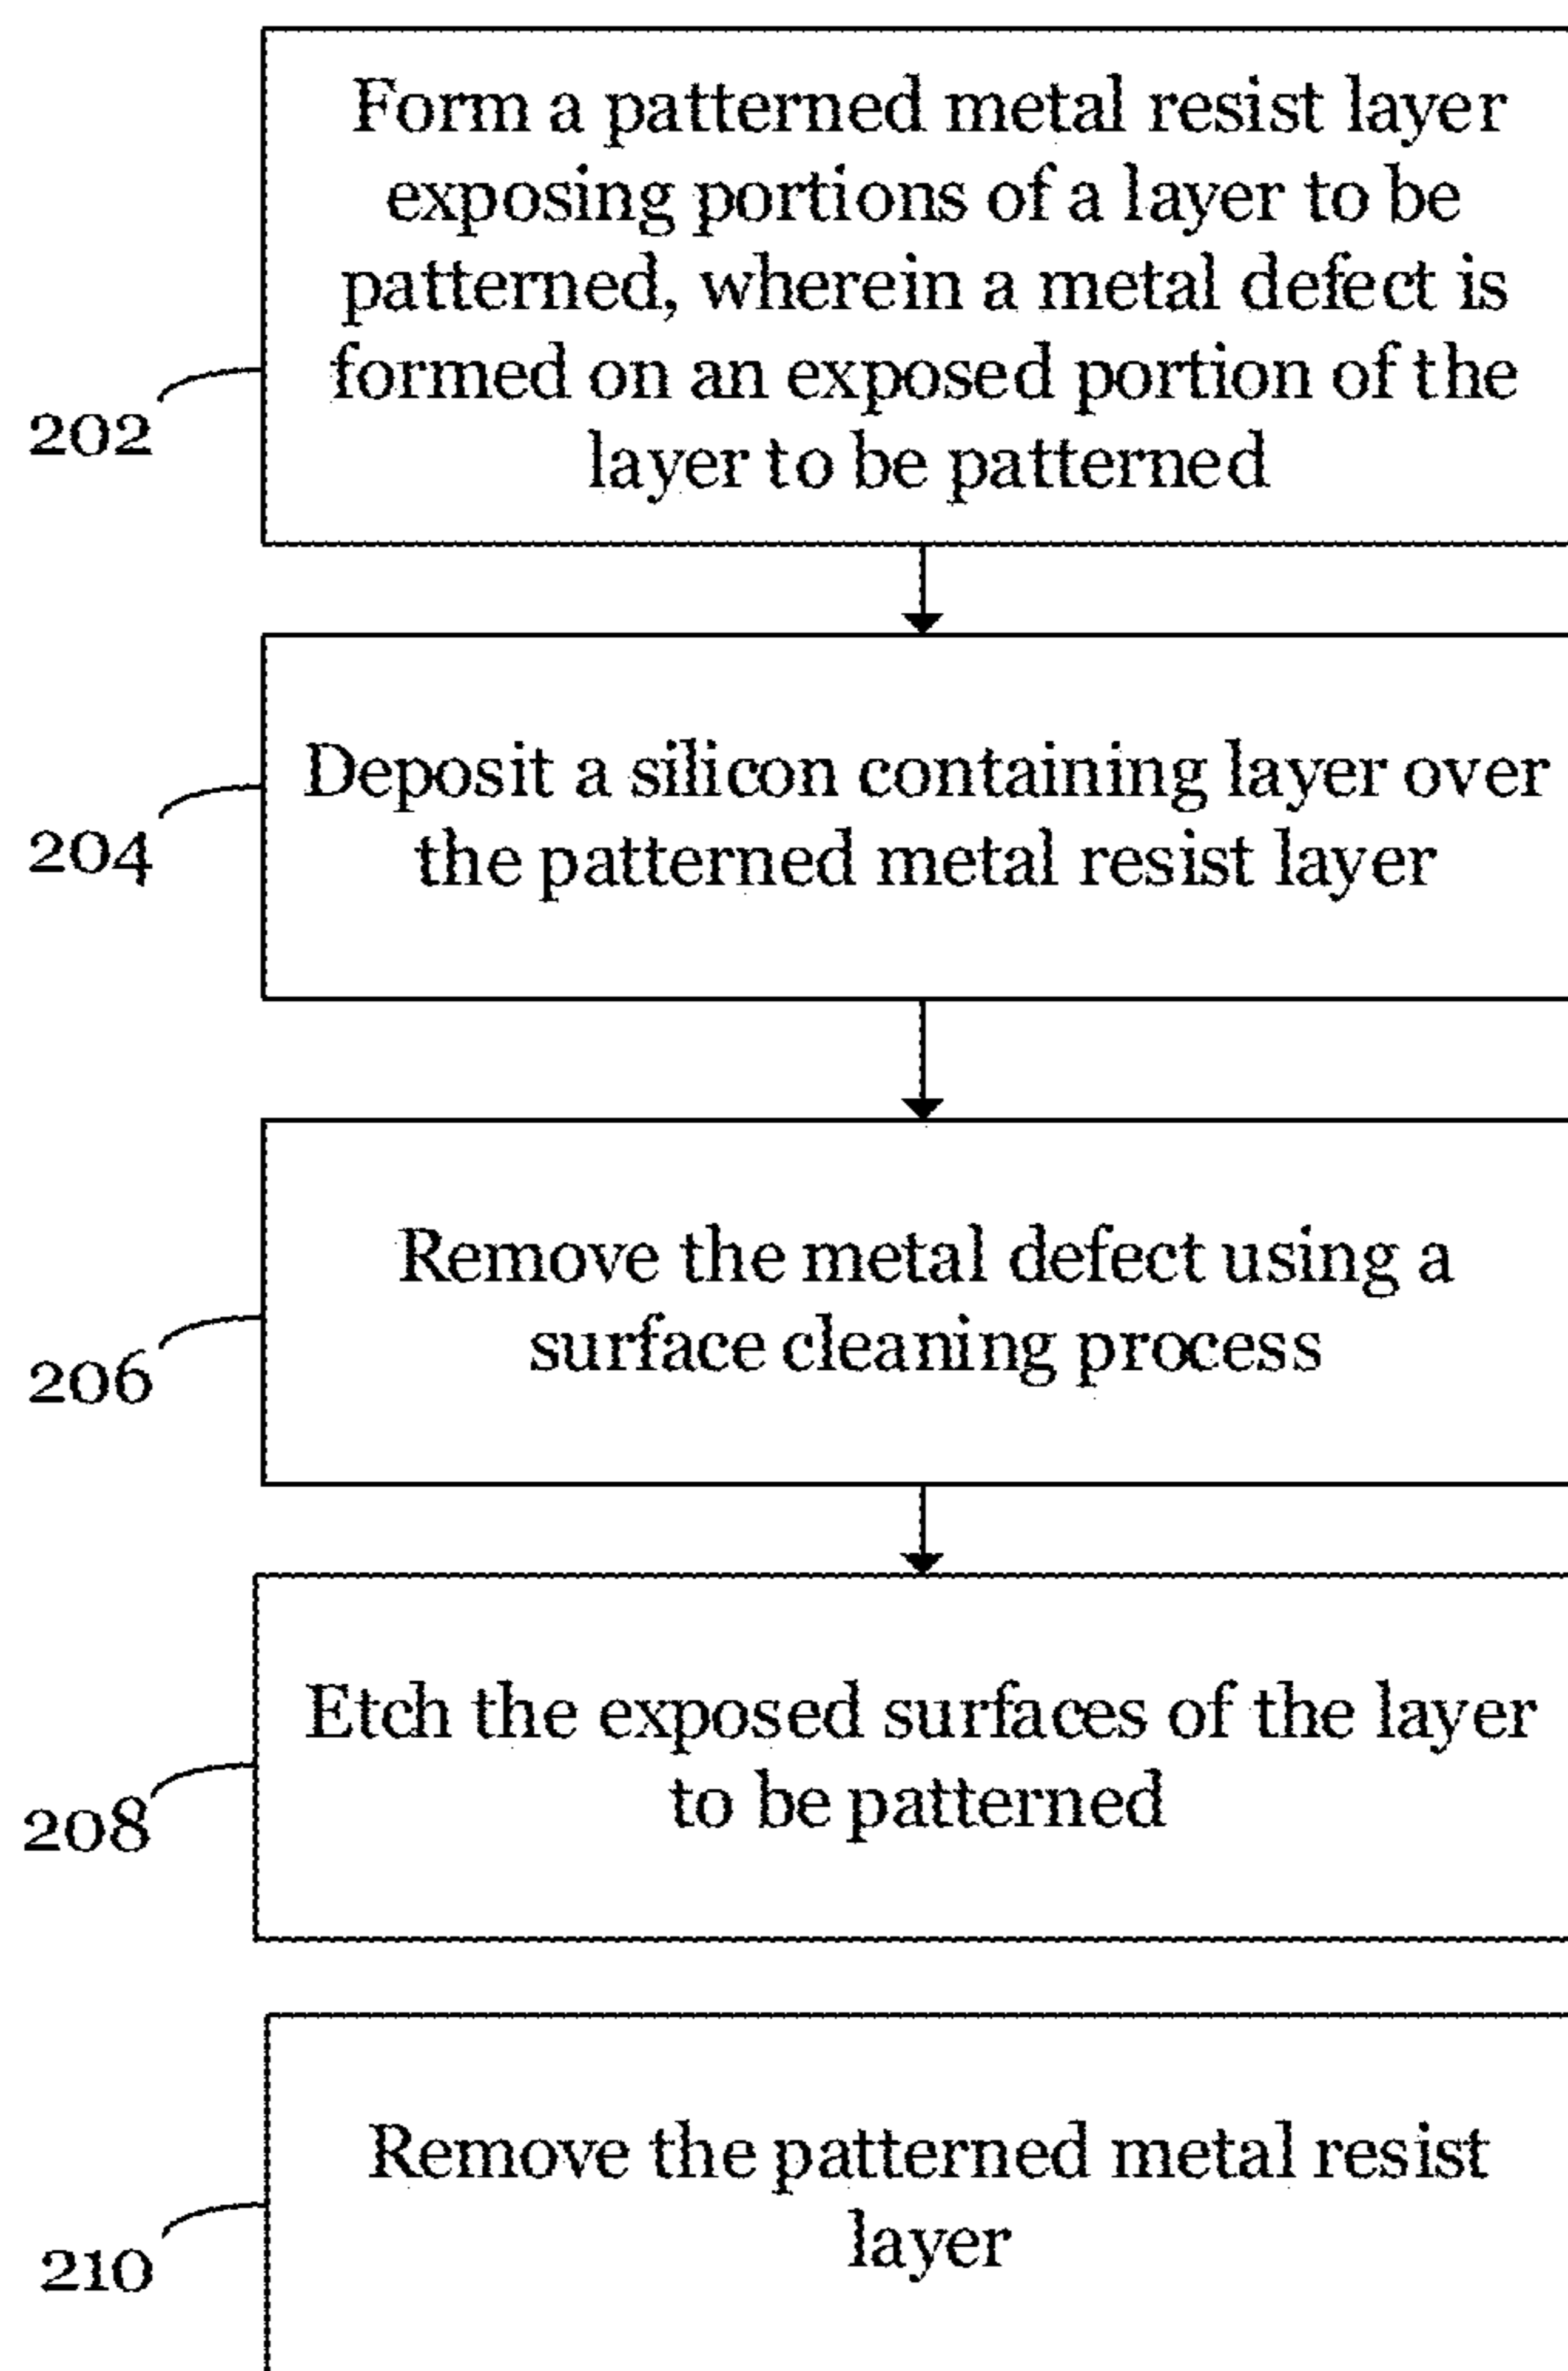 Form a patterned metal resist layer
exposing portions of a layer to be
patterned, wherein a metal defect is
formed on an exposed portion of the
layer to be patterned
202
Deposit a silicon containing layer over
the patterned metal resist layer
204
Remove the metal defect using a
surface cleaning process
206
Etch the exposed surfaces of the layer
to be patterned
208
Remove the patterned metal resist
layer
210